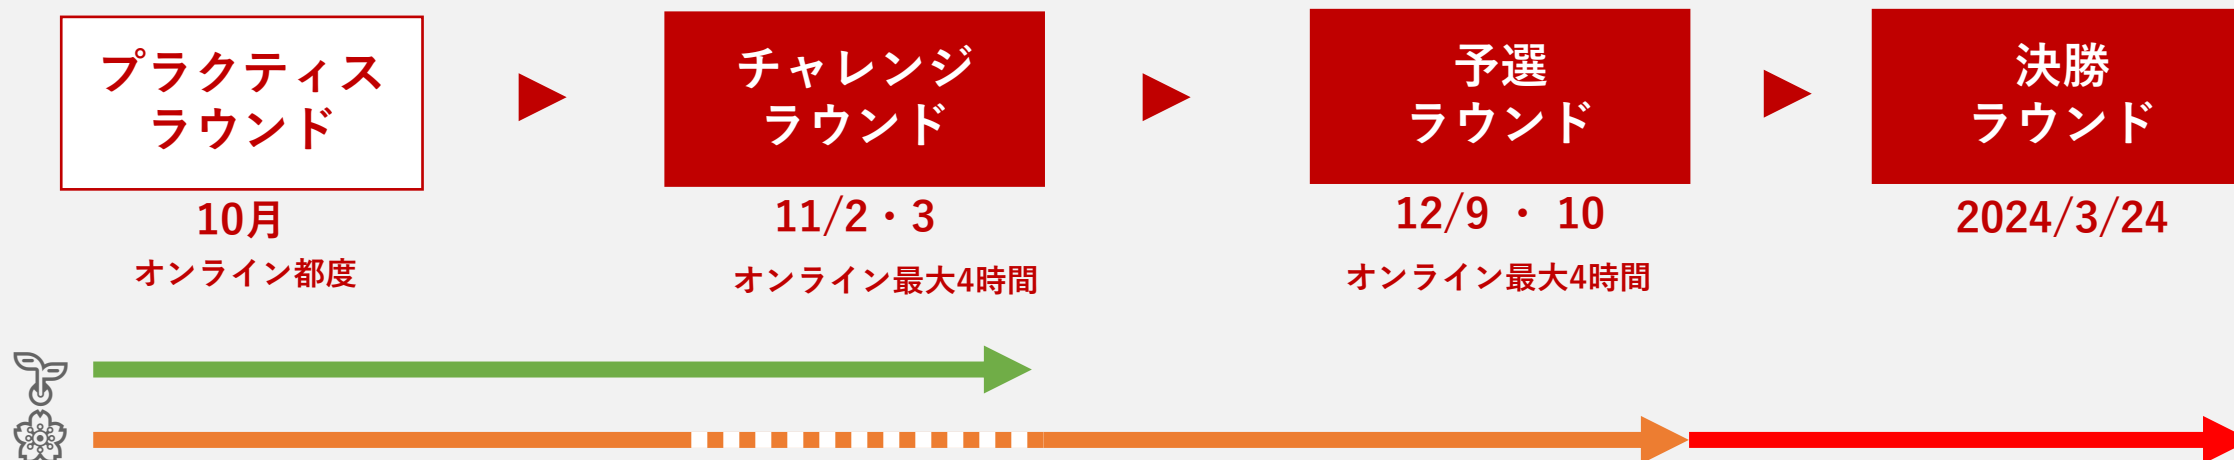 プラクティス
ラウンド
10月
オンライン都度
チャレンジ
ラウンド
11/2・3
オンライン最大4時間
予選
ラウンド
12/9 ・ 10
オンライン最大4時間
決勝
ラウンド
2024/3/24